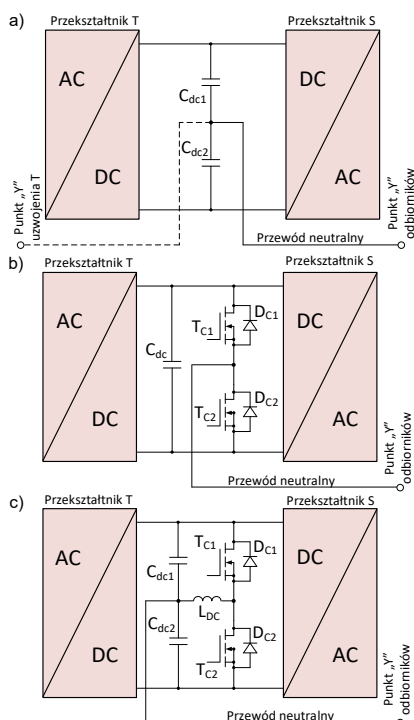 a)
Przekształtnik T
Przekształtnik S
AC
DC
DC
AC
Cdc1
Cdc2
Punkt „Y”
uzwojenia T
Przewód neutralny
Punkt „Y”
odbiorników
b)
Przekształtnik T
Przekształtnik S
AC
DC
DC
AC
Cdc
TC1
DC1
TC2
DC2
Przewód neutralny
Punkt „Y”
odbiorników
c)
Przekształtnik T
Przekształtnik S
AC
DC
DC
AC
Cdc1
Cdc2
LDC
TC1
DC1
TC2
DC2
Przewód neutralny
Punkt „Y”
odbiorników